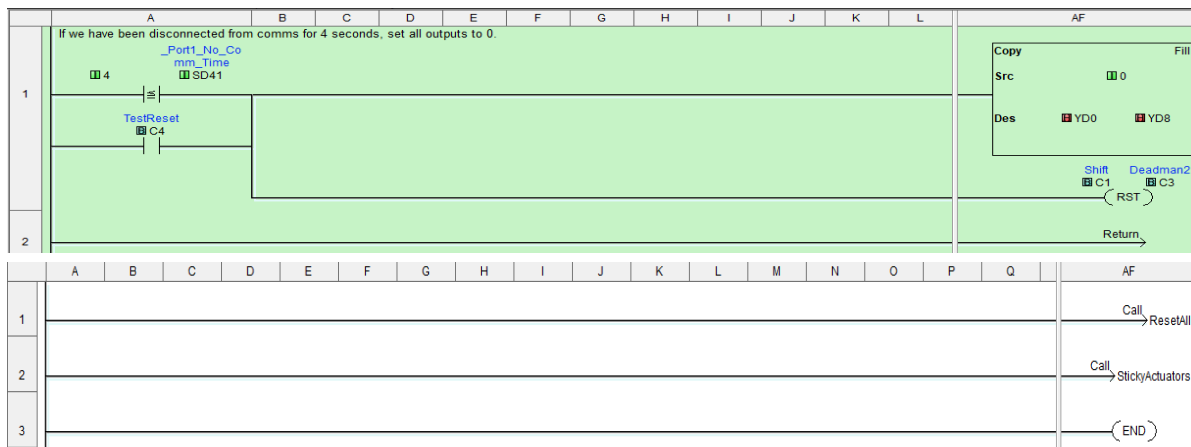 A B C D E F G H I J K L AF
If we have been disconnected from comms for 4 seconds, set all outputs to 0.
_Port1_No_Co
mm_Time
4 SD41
≤
1
TestReset
C4
Copy Fill
Src 0
Des YD0 YD8
Shift Deadman2
C1 C3
RST
2
Return
A B C D E F G H I J K L M N O P Q AF
1
Call
ResetAll
2
Call
StickyActuators
3
END